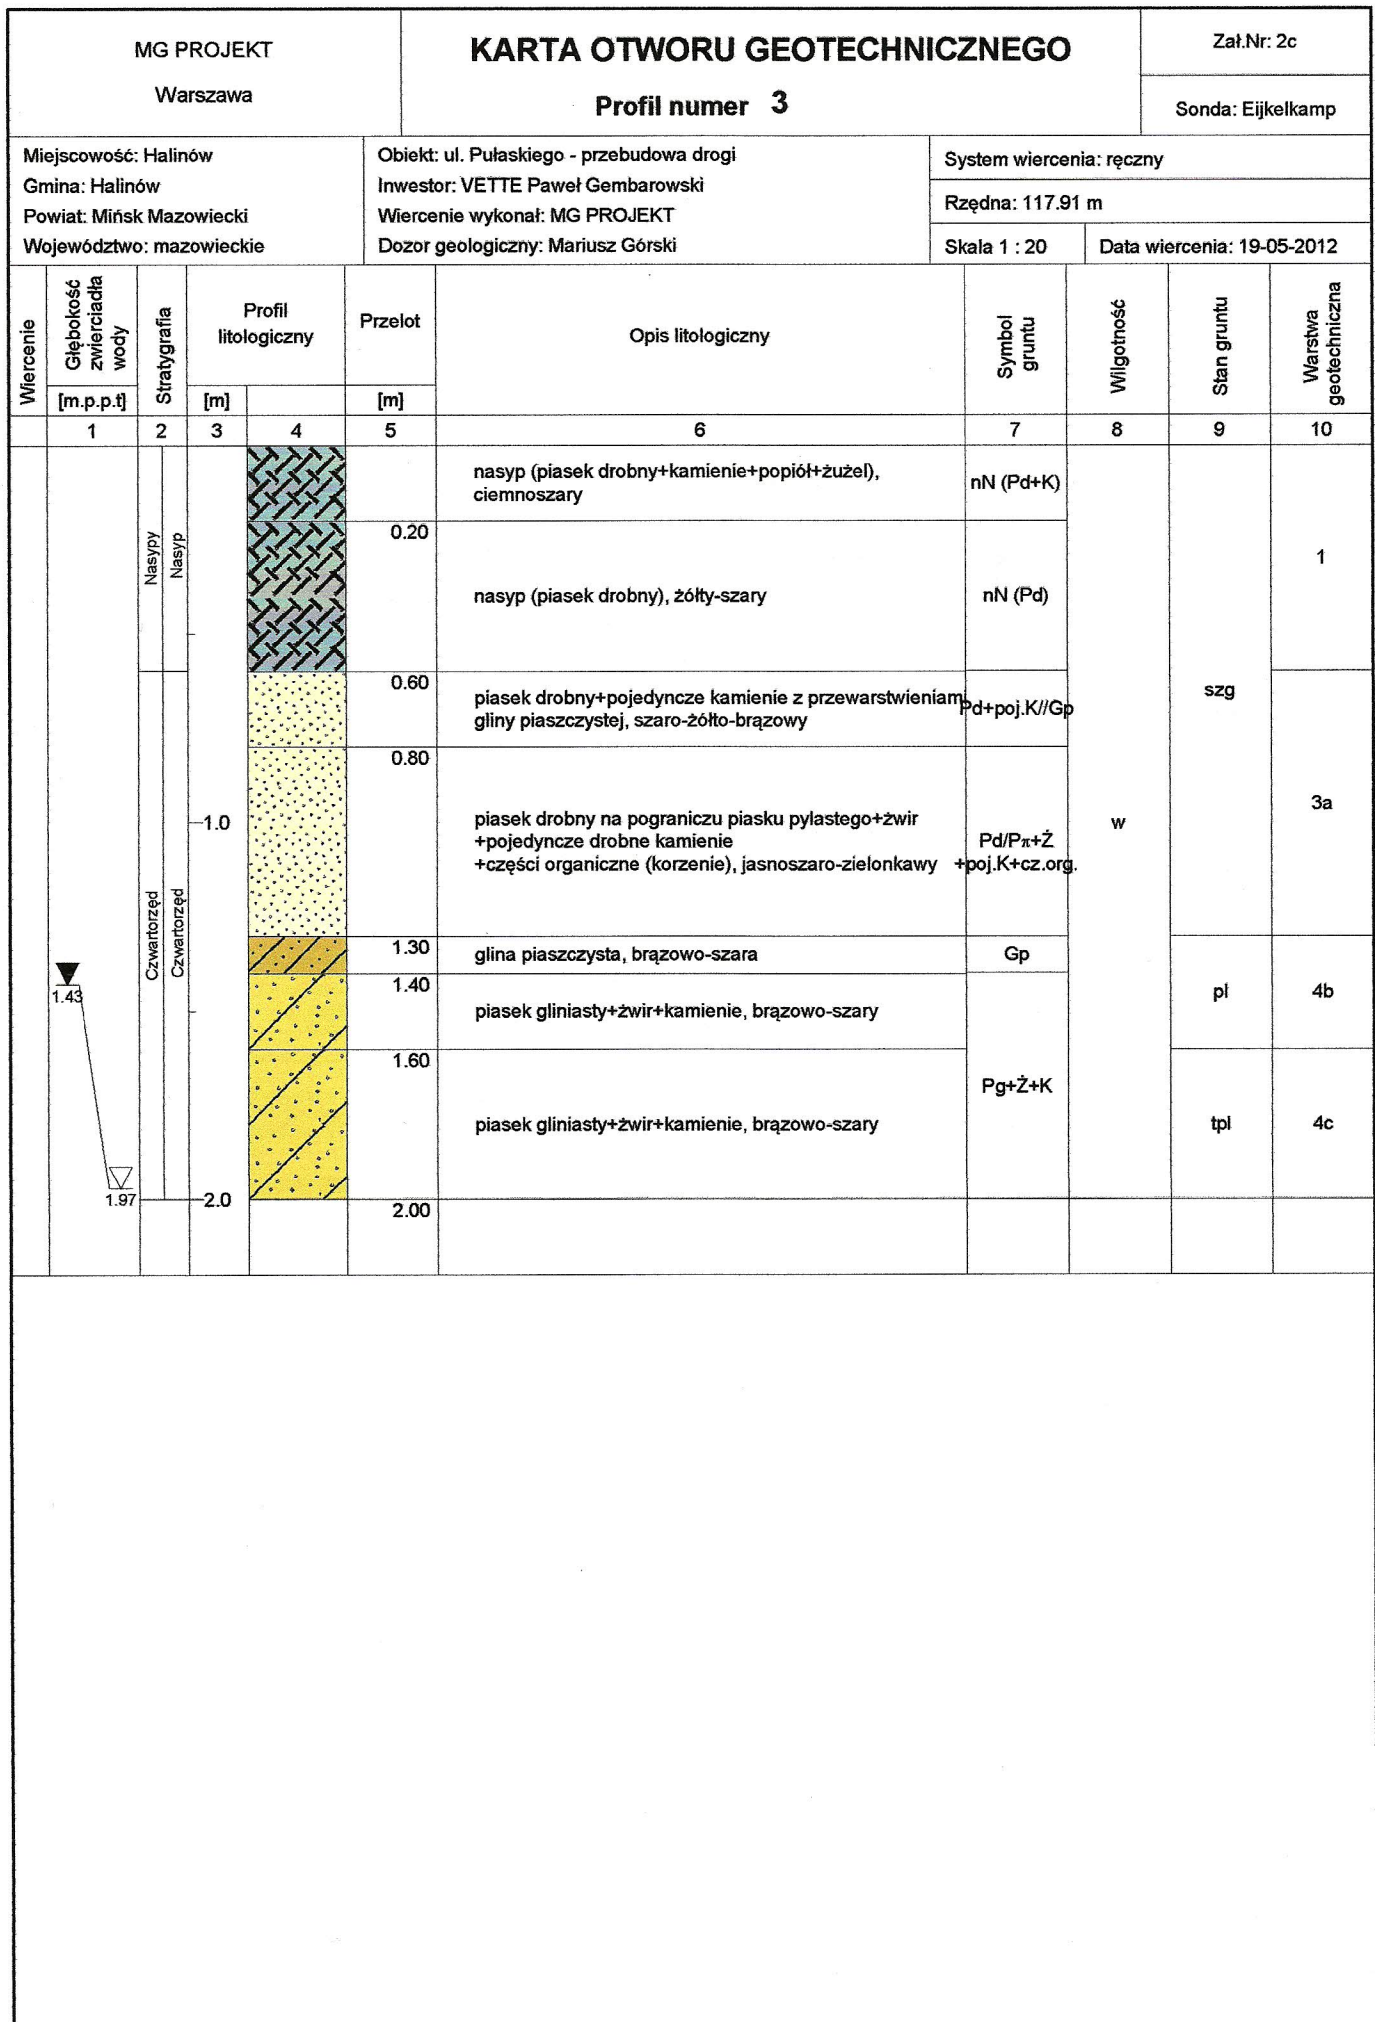 MG PROJEKT
Warszawa
KARTA OTWORU GEOTECHNICZNEGO
Profil numer 3
Zał.Nr: 2c
Sonda: Eijkelkamp
Miejscowość: Halinów
Gmina: Halinów
Powiat: Mińsk Mazowiecki
Województwo: mazowieckie
Obiekt: ul. Pułaskiego - przebudowa drogi
Inwestor: VETTE Paweł Gembarowski
Wiercenie wykonał: MG PROJEKT
Dozor geologiczny: Mariusz Górski
System wiercenia: ręczny
Rzędna: 117.91 m
Skala 1 : 20
Data wiercenia: 19-05-2012
Wiercenie
Głębokość
zwierciadła
wody
[m.p.p.t]
Stratygrafia
Profil
litologiczny
[m]
Przelot
[m]
Opis litologiczny
Symbol
gruntu
Wilgotność
Stan gruntu
Warstwa
geotechniczna
1 2 3 4 5 6 7 8 9 10
Nasypy
Nasyp
nasyp (piasek drobny+kamienie+popiół+żużel),
ciemnoszary
nN (Pd+K)
0.20
nasyp (piasek drobny), żółty-szary
nN (Pd)
1
0.60
piasek drobny+pojedyncze kamienie z przewarstwieniam
gliny piaszczystej, szaro-żółto-brązowy
Pd+poj.K//Gp
szg
0.80
1.0
piasek drobny na pograniczu piasku pylastego+żwir
+pojedyncze drobne kamienie
+części organiczne (korzenie), jasnoszaro-zielonkawy
Pd/Pπ+Ż
+poj.K+cz.org.
w
3a
Czwartorzęd
Czwartorzęd
1.30
glina piaszczysta, brązowo-szara
Gp
1.43
1.40
piasek gliniasty+żwir+kamienie, brązowo-szary
pl
4b
1.60
Pg+Ż+K
piasek gliniasty+żwir+kamienie, brązowo-szary
tpl
4c
1.97
2.0
2.00